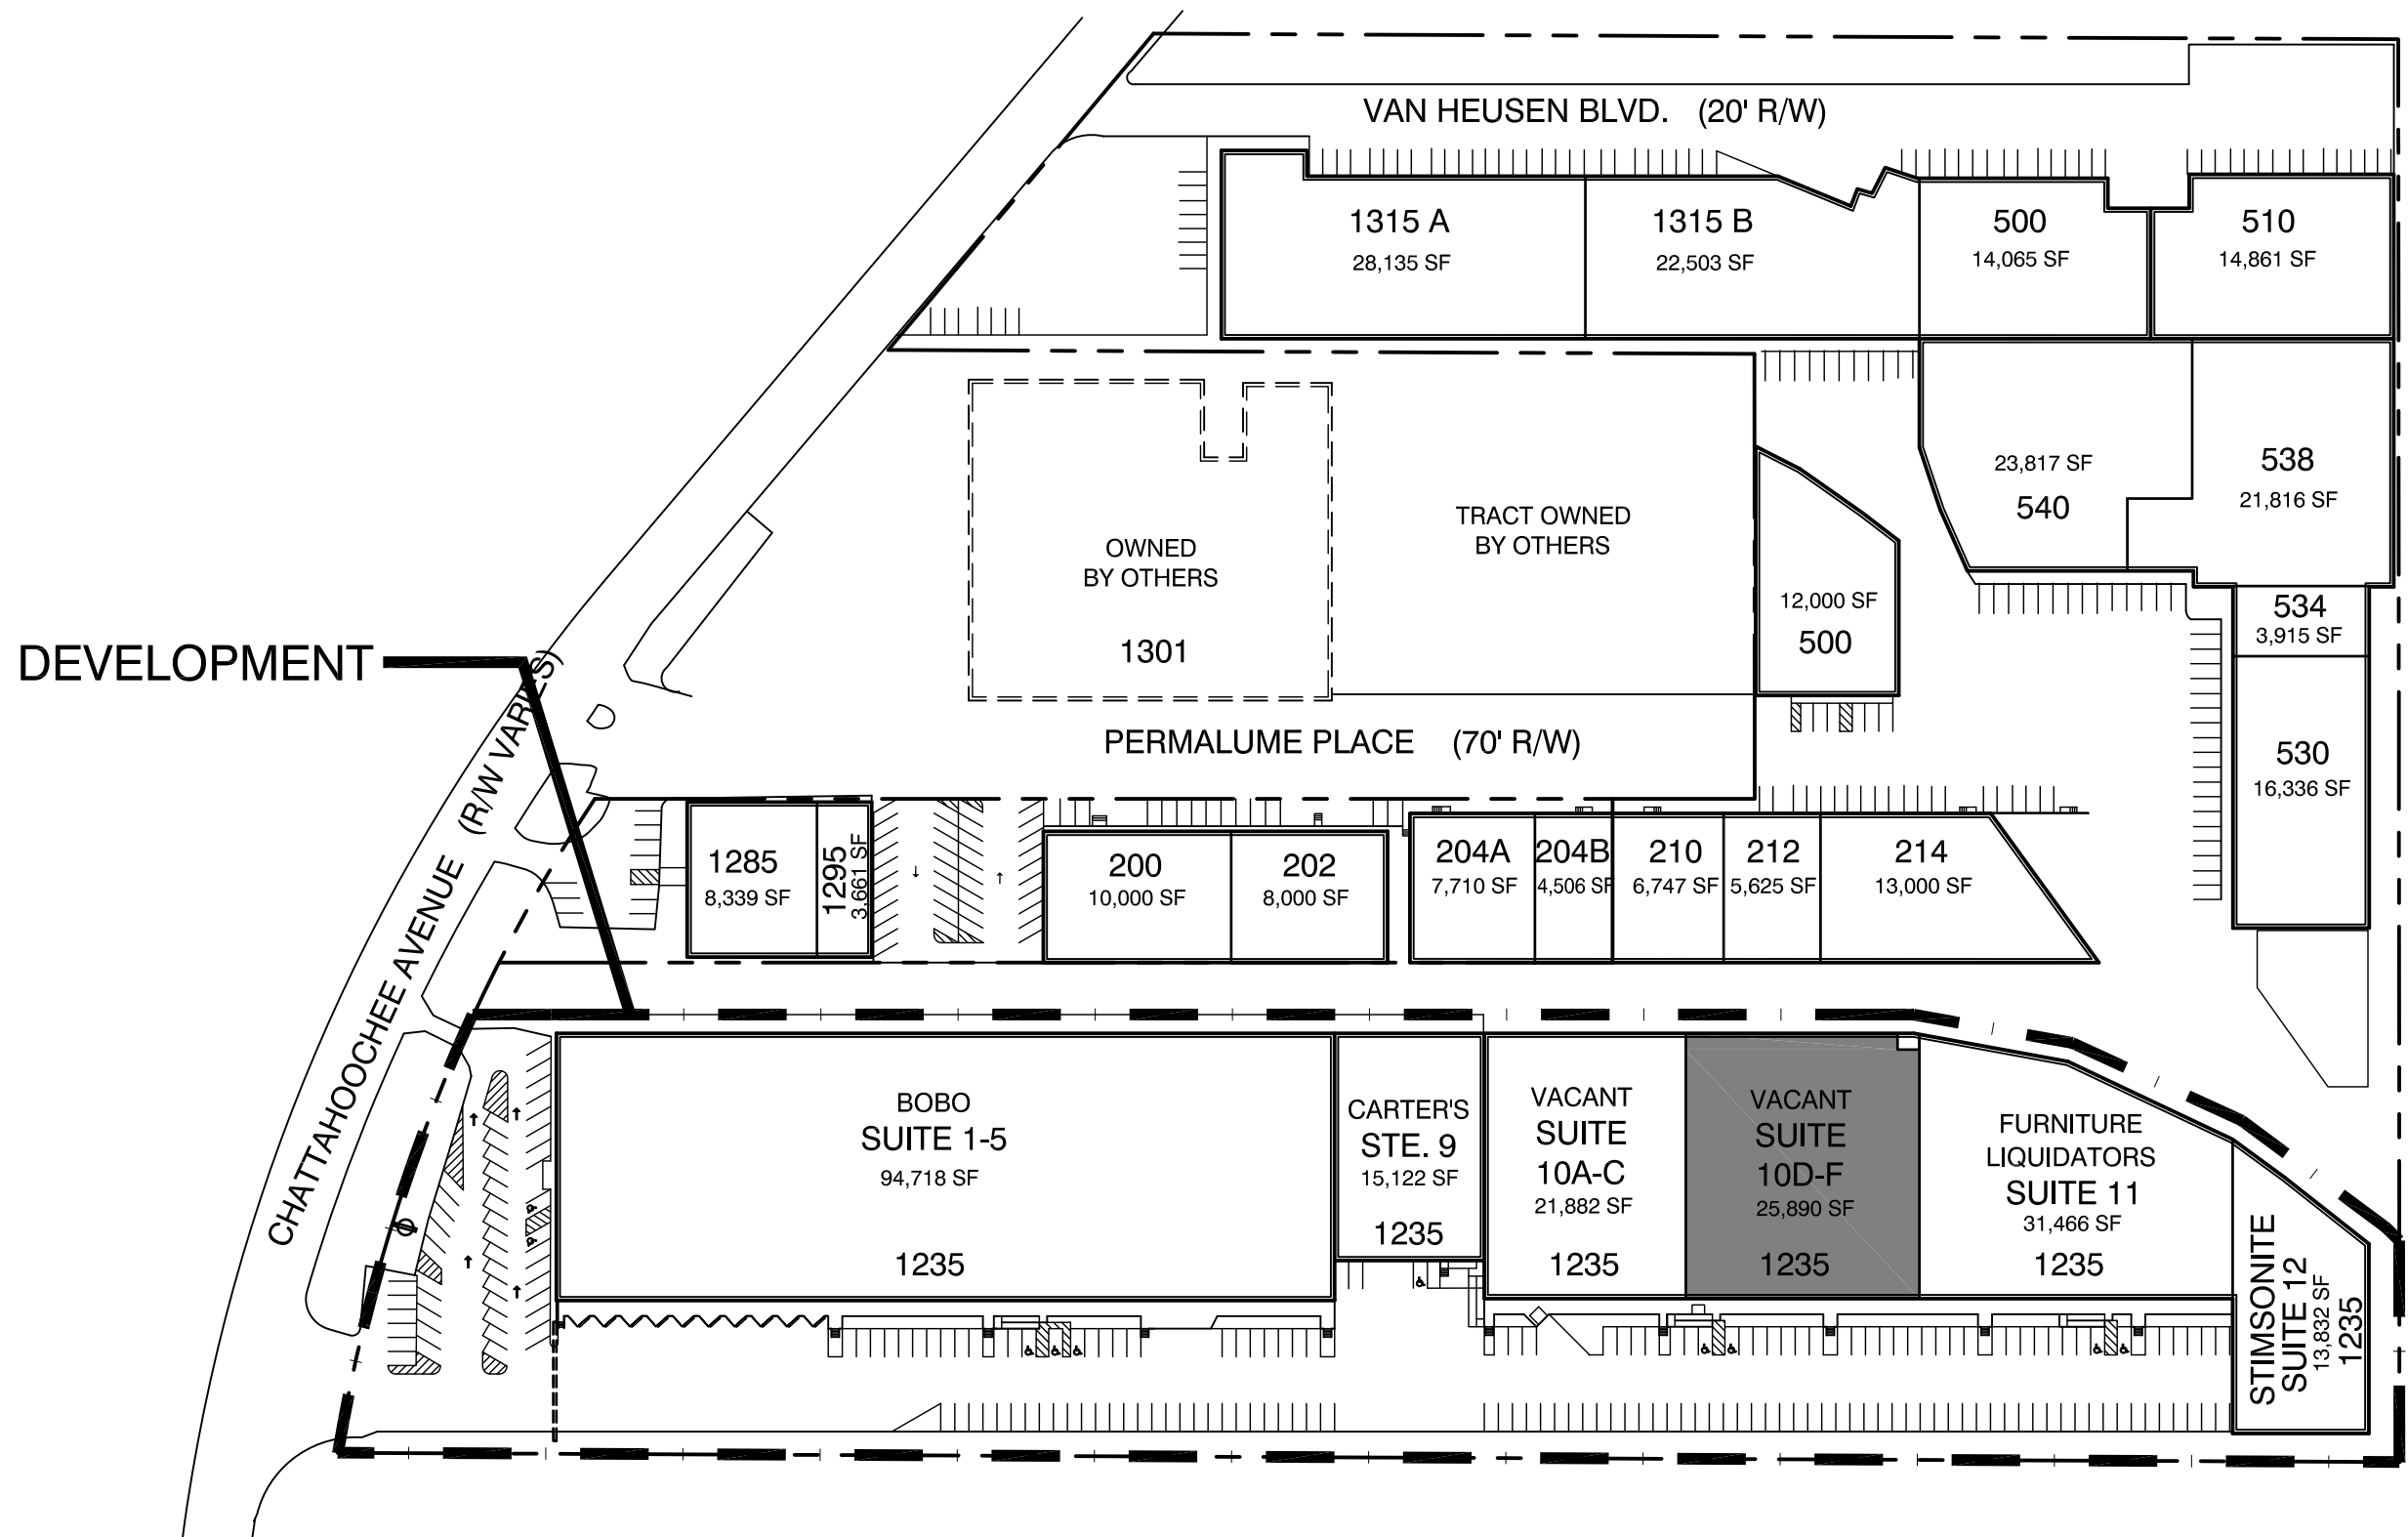 VAN HEUSEN BLVD. (20' R/W)
1315 A
28,135 SF
1315 B
22,503 SF
500
14,065 SF
510
14,861 SF
23,817 SF
540
538
21,816 SF
OWNED
BY OTHERS
1301
TRACT OWNED
BY OTHERS
12,000 SF
500
534
3,915 SF
530
16,336 SF
DEVELOPMENT
CHATTAHOOCHEE AVENUE (R/W VARIES)
PERMALUME PLACE (70' R/W)
1285
8,339 SF
1295
3,661 SF
200
10,000 SF
202
8,000 SF
204A
7,710 SF
204B
4,506 SF
210
6,747 SF
212
5,625 SF
214
13,000 SF
BOBO
SUITE 1-5
94,718 SF
1235
CARTER'S
STE. 9
15,122 SF
1235
VACANT
SUITE
10A-C
21,882 SF
1235
VACANT
SUITE
10D-F
25,890 SF
1235
FURNITURE
LIQUIDATORS
SUITE 11
31,466 SF
1235
STIMSONITE
SUITE 12
13,832 SF
1235